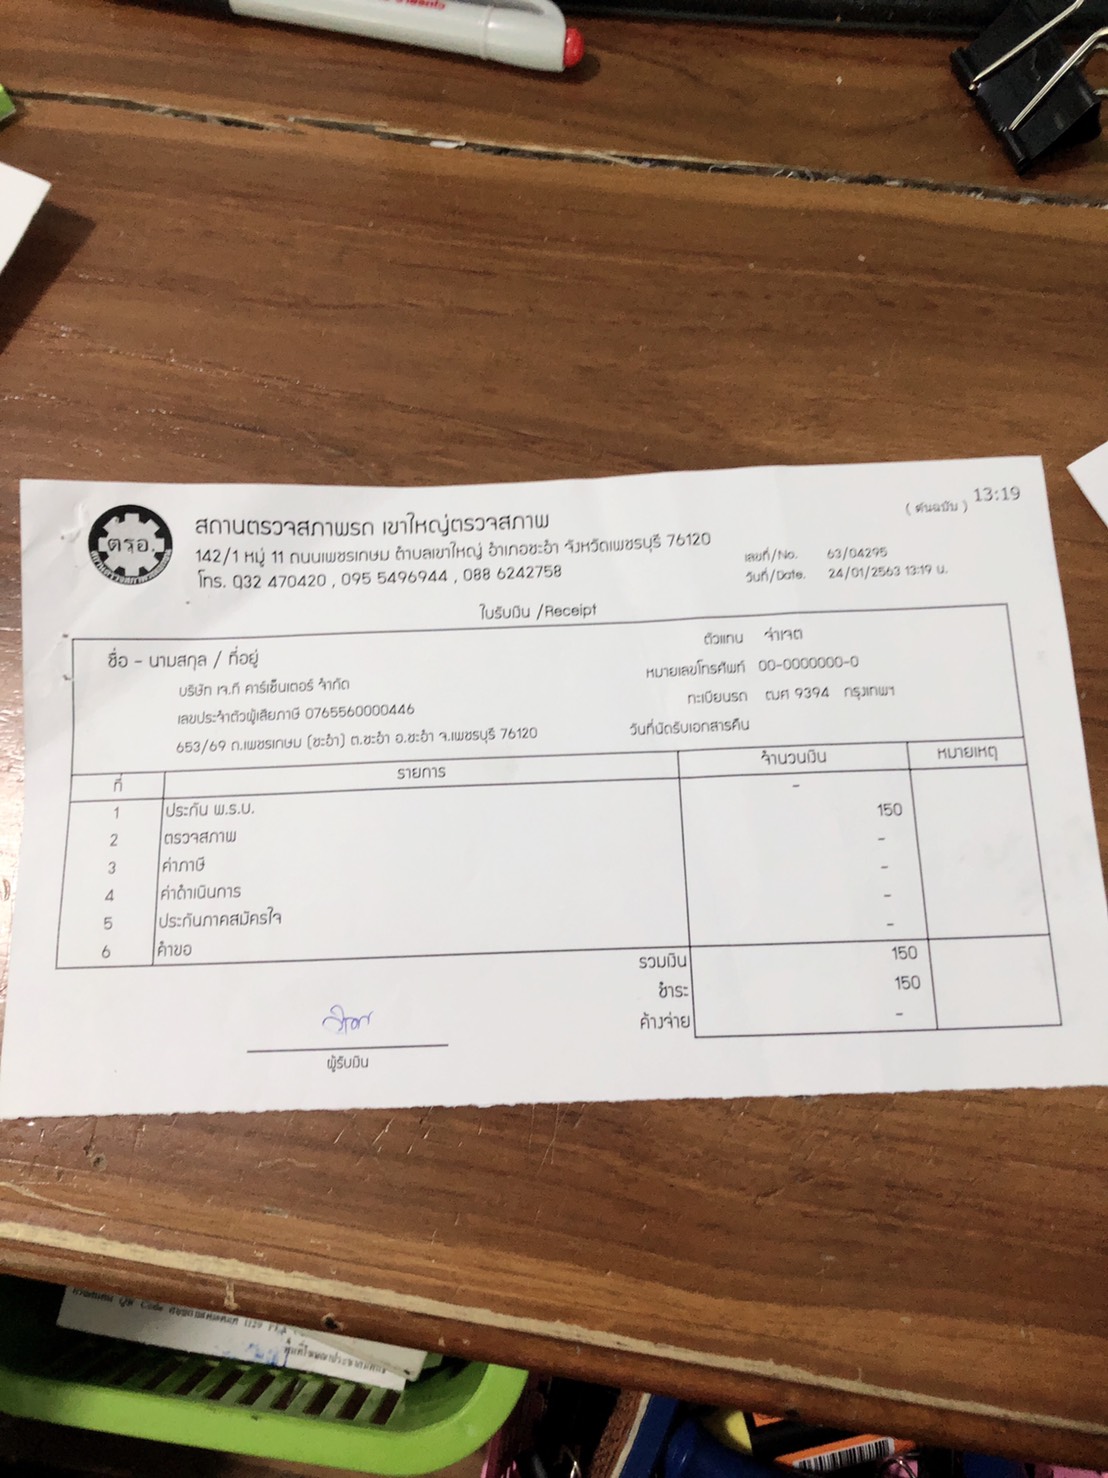 ( ต้นฉบับ ) 13:19
ตรอ.
สถานตรวจสภาพรถ เขาใหญ่ตรวจสภาพ
142/1 หมู่ 11 ถนนเพชรเกษม ตำบลเขาใหญ่ อำเภอชะอำ จังหวัดเพชรบุรี 76120
โทร. 032 470420 , 095 5496944 , 088 6242758
เลขที่/No. 63/04295
วันที่/Date. 24/01/2563 13:19 น.
ใบรับเงิน /Receipt
ชื่อ - นามสกุล / ที่อยู่
บริษัท เจ.ที คาร์เซ็นเตอร์ จำกัด
เลขประจำตัวผู้เสียภาษี 0765560000446
653/69 ถ.เพชรเกษม (ชะอำ) ต.ชะอำ อ.ชะอำ จ.เพชรบุรี 76120
ตัวแทน จ๋าเจต
หมายเลขโทรศัพท์ 00-0000000-0
ทะเบียนรถ ฒศ 9394 กรุงเทพฯ
วันที่นัดรับเอกสารคืน
ที่ รายการ จำนวนเงิน หมายเหตุ
1 ประกัน พ.ร.บ. -
2 ตรวจสภาพ 150
3 ค่าภาษี -
4 ค่าดำเนินการ -
5 ประกันภาคสมัครใจ -
6 คำขอ -
รวมเงิน 150
ชำระ 150
ค้างจ่าย -
ผู้รับเงิน